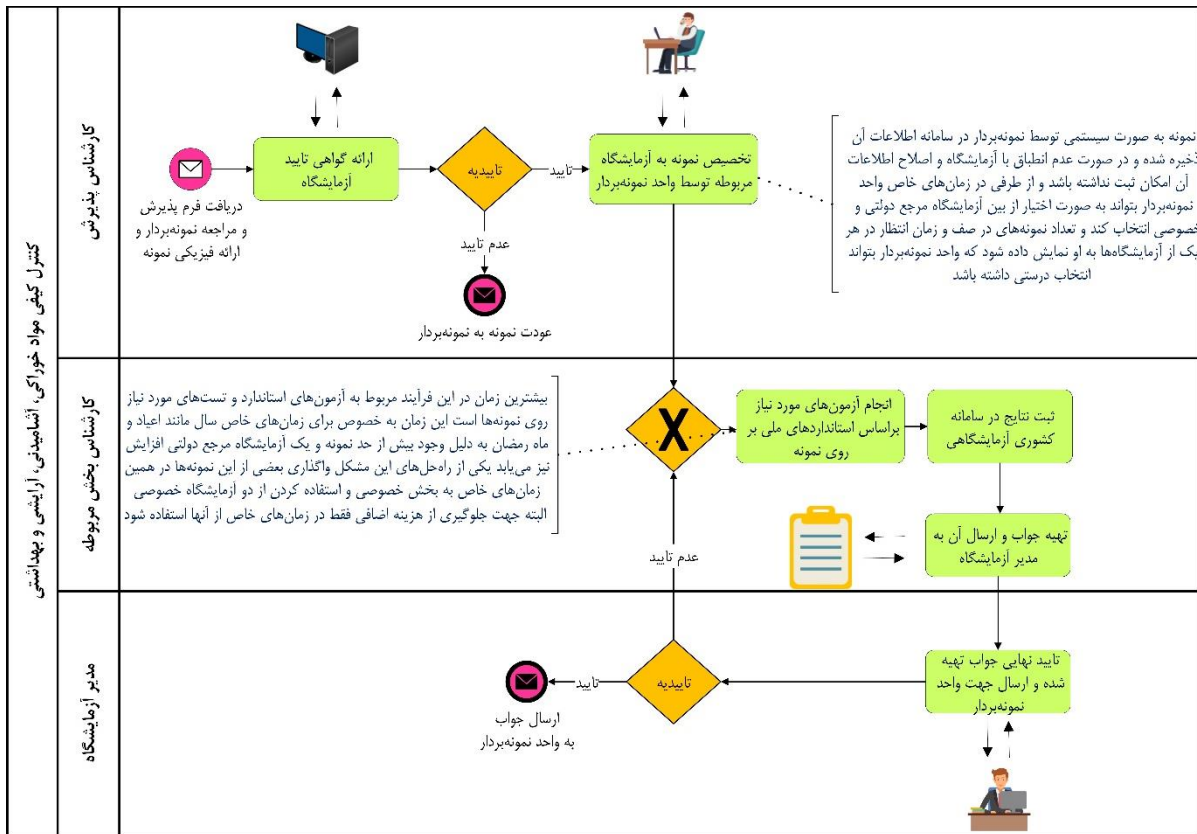 کنترل کیفی مواد خوراکی، آشامیدنی، آرایشی و بهداشتی
کارشناس پذیرش
دریافت فرم پذیرش
و مراجعه نمونه‌بردار و
ارائه فیزیکی نمونه
ارائه گواهی تایید
آزمایشگاه
تاییدیه
تایید
عدم تایید
عودت نمونه به نمونه‌بردار
تخصیص نمونه به آزمایشگاه
مربوطه توسط واحد نمونه‌بردار
نمونه به صورت سیستمی توسط نمونه‌بردار در سامانه اطلاعات آن
ذخیره شده و در صورت عدم انطباق با آزمایشگاه و اصلاح اطلاعات
آن امکان ثبت نداشته باشد و از طرفی در زمان‌های خاص واحد
نمونه‌بردار بتواند به صورت اختیار از بین آزمایشگاه مرجع دولتی و
خصوصی انتخاب کند و تعداد نمونه‌های در صف و زمان انتظار در هر
یک از آزمایشگاه‌ها به او نمایش داده شود که واحد نمونه‌بردار بتواند
انتخاب درستی داشته باشد
کارشناس بخش مربوطه
بیشترین زمان در این فرآیند مربوط به آزمون‌های استاندارد و تست‌های مورد نیاز
روی نمونه‌ها است این زمان به خصوص برای زمان‌های خاص سال مانند اعیاد و
ماه رمضان به دلیل وجود بیش از حد نمونه و یک آزمایشگاه مرجع دولتی افزایش
نیز می‌یابد یکی از راه‌حل‌های این مشکل واگذاری بعضی از این نمونه‌ها در همین
زمان‌های خاص به بخش خصوصی و استفاده کردن از دو آزمایشگاه خصوصی
البته جهت جلوگیری از هزینه اضافی فقط در زمان‌های خاص از آنها استفاده شود
X
انجام آزمون‌های مورد نیاز
براساس استانداردهای ملی بر
روی نمونه
ثبت نتایج در سامانه
کشوری آزمایشگاهی
تهیه جواب و ارسال آن به
مدیر آزمایشگاه
عدم تایید
مدیر آزمایشگاه
تایید نهایی جواب تهیه
شده و ارسال جهت واحد
نمونه‌بردار
تاییدیه
تایید
ارسال جواب
به واحد نمونه‌بردار